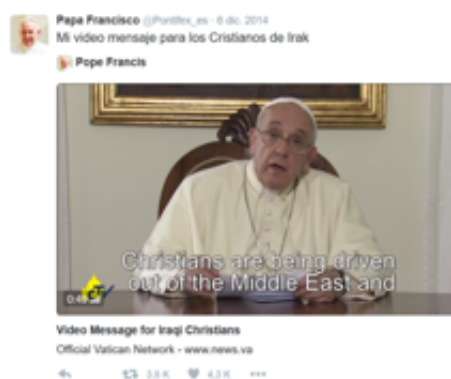 Papa Francisco @Pontifex_es · 6 dic. 2014
Mi video mensaje para los Cristianos de Irak
Pope Francis
Christians are being driven
out of the Middle East and
0:45
Video Message for Iraqi Christians
Official Vatican Network - www.news.va
3,6 K 4,3 K